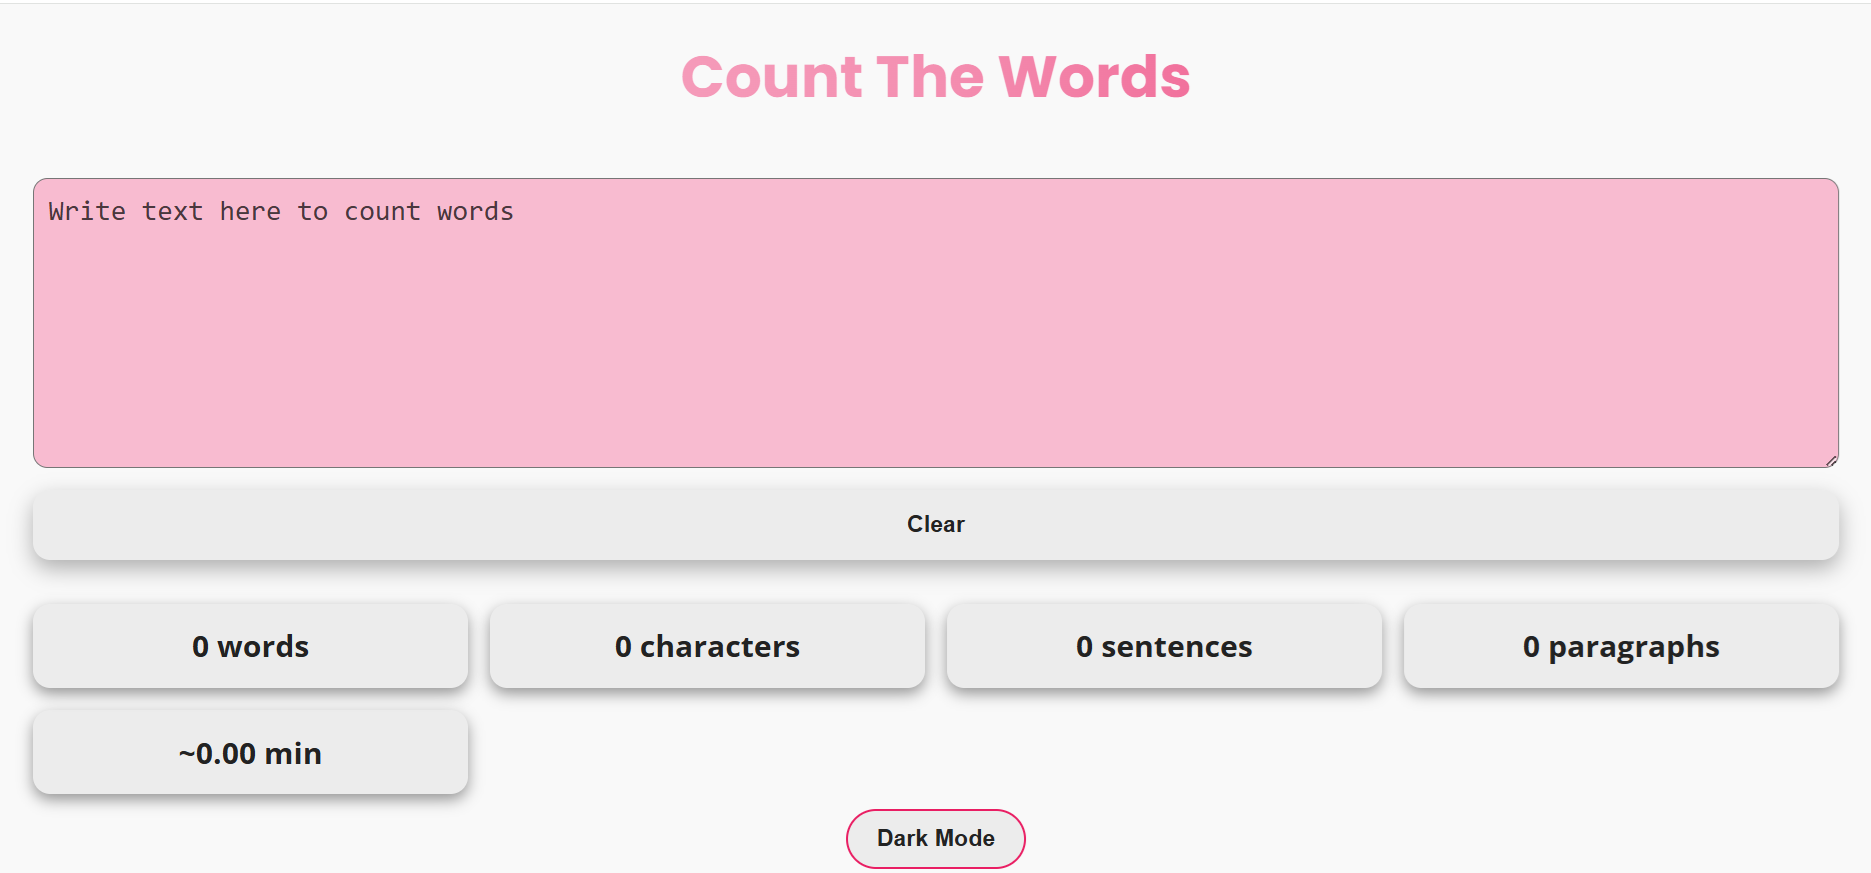 Count The Words
Write text here to count words
Clear
0 words
0 characters
0 sentences
0 paragraphs
~0.00 min
Dark Mode